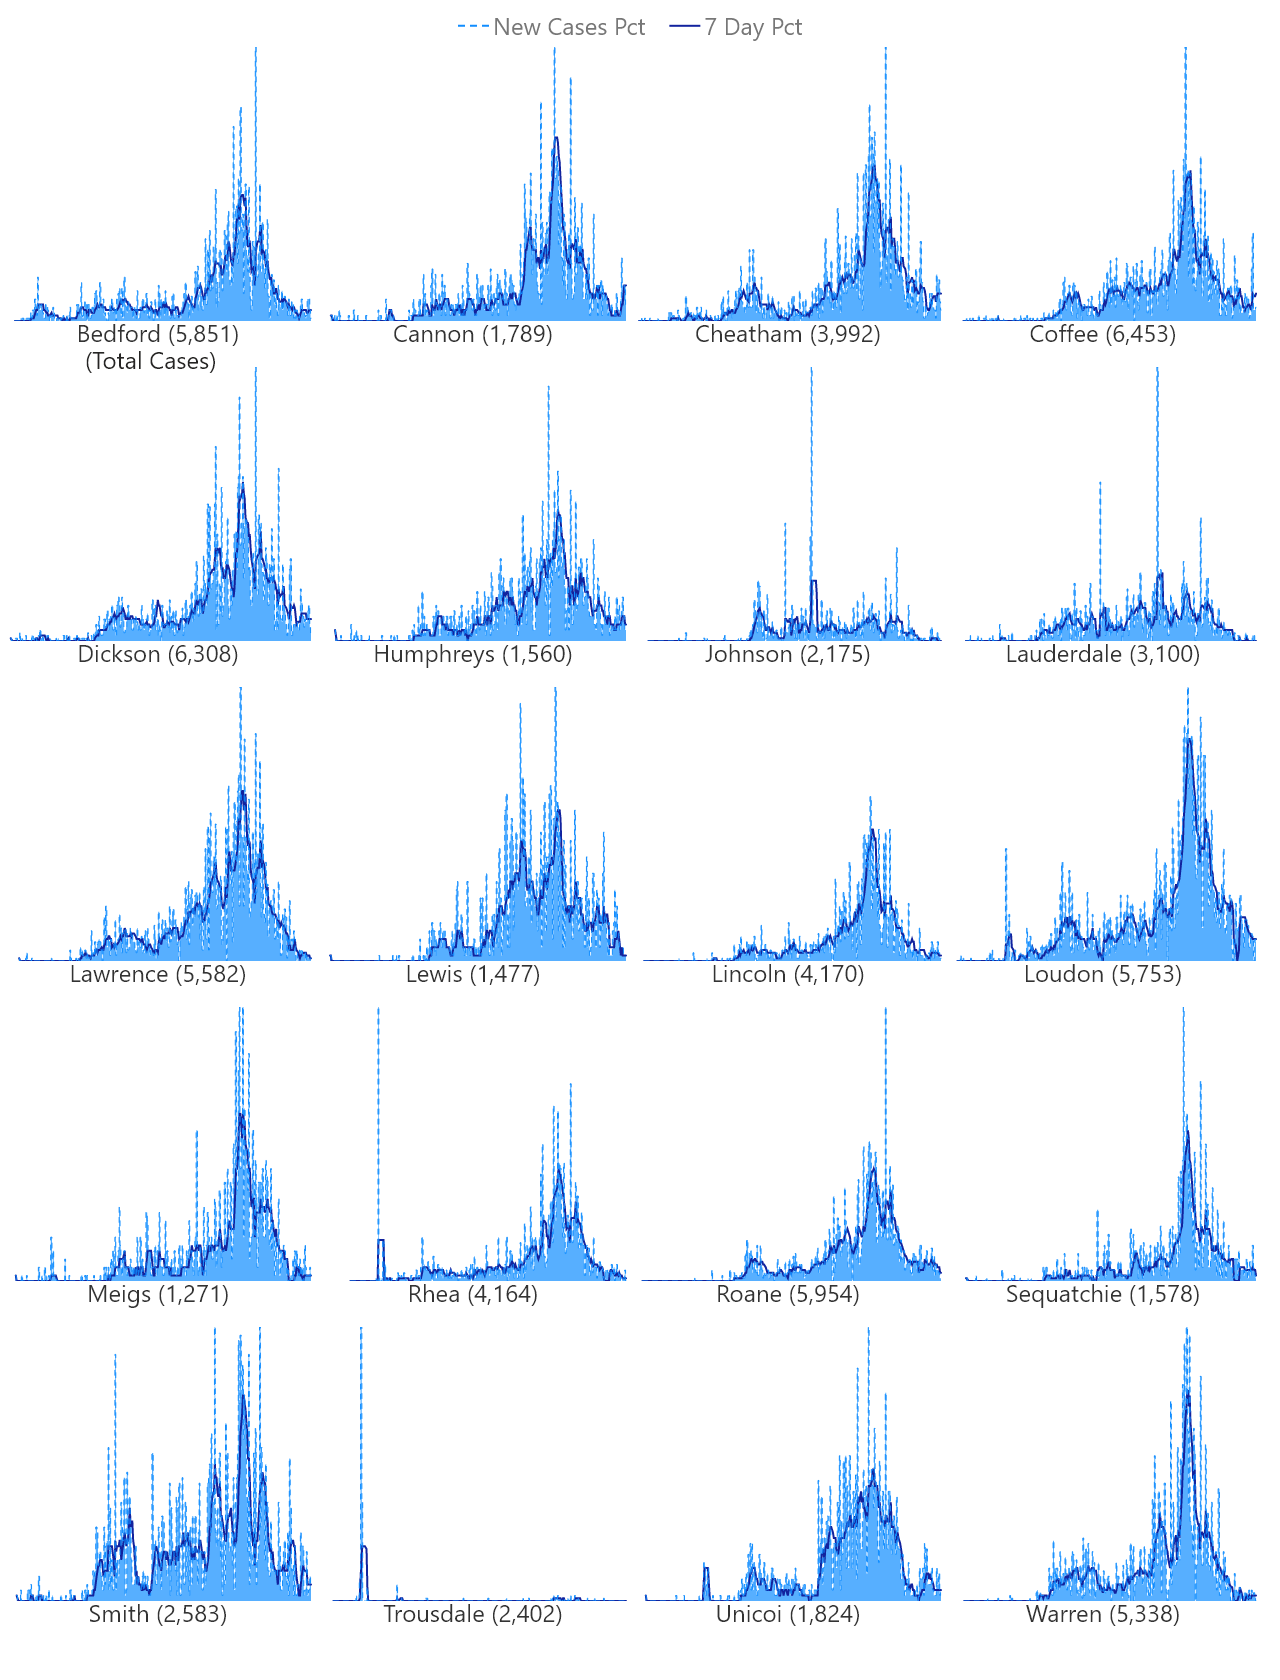 New Cases Pct 7 Day Pct
Bedford (5,851) Cannon (1,789) Cheatham (3,992) Coffee (6,453)
(Total Cases)
Dickson (6,308) Humphreys (1,560) Johnson (2,175) Lauderdale (3,100)
Lawrence (5,582) Lewis (1,477) Lincoln (4,170) Loudon (5,753)
Meigs (1,271) Rhea (4,164) Roane (5,954) Sequatchie (1,578)
Smith (2,583) Trousdale (2,402) Unicoi (1,824) Warren (5,338)